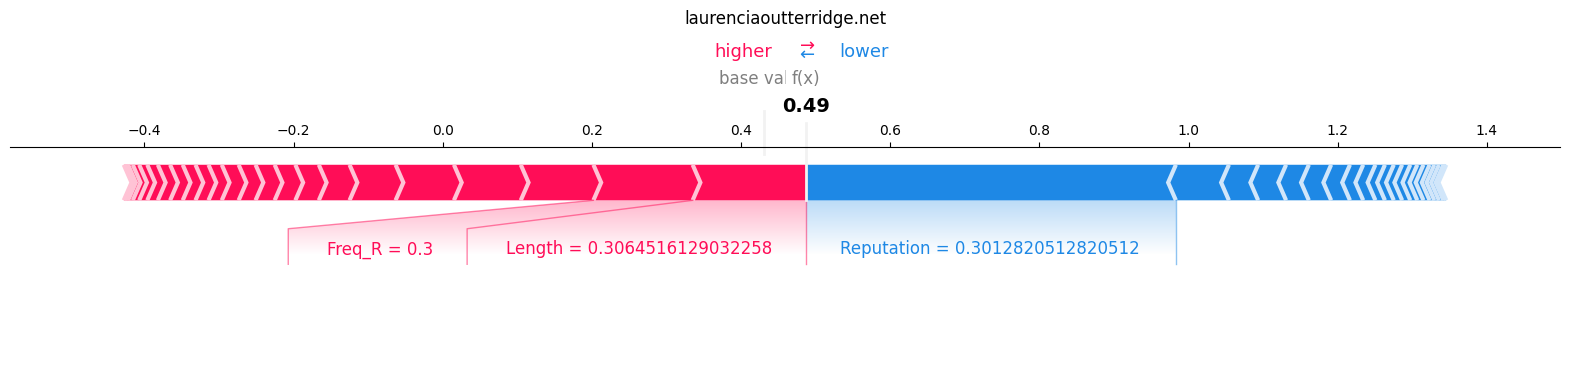 laurenciaoutterridge.net
higher ⇄ lower
base val f(x)
0.49
−0.4 −0.2 0.0 0.2 0.4 0.6 0.8 1.0 1.2 1.4
Freq_R = 0.3 Length = 0.3064516129032258 Reputation = 0.3012820512820512